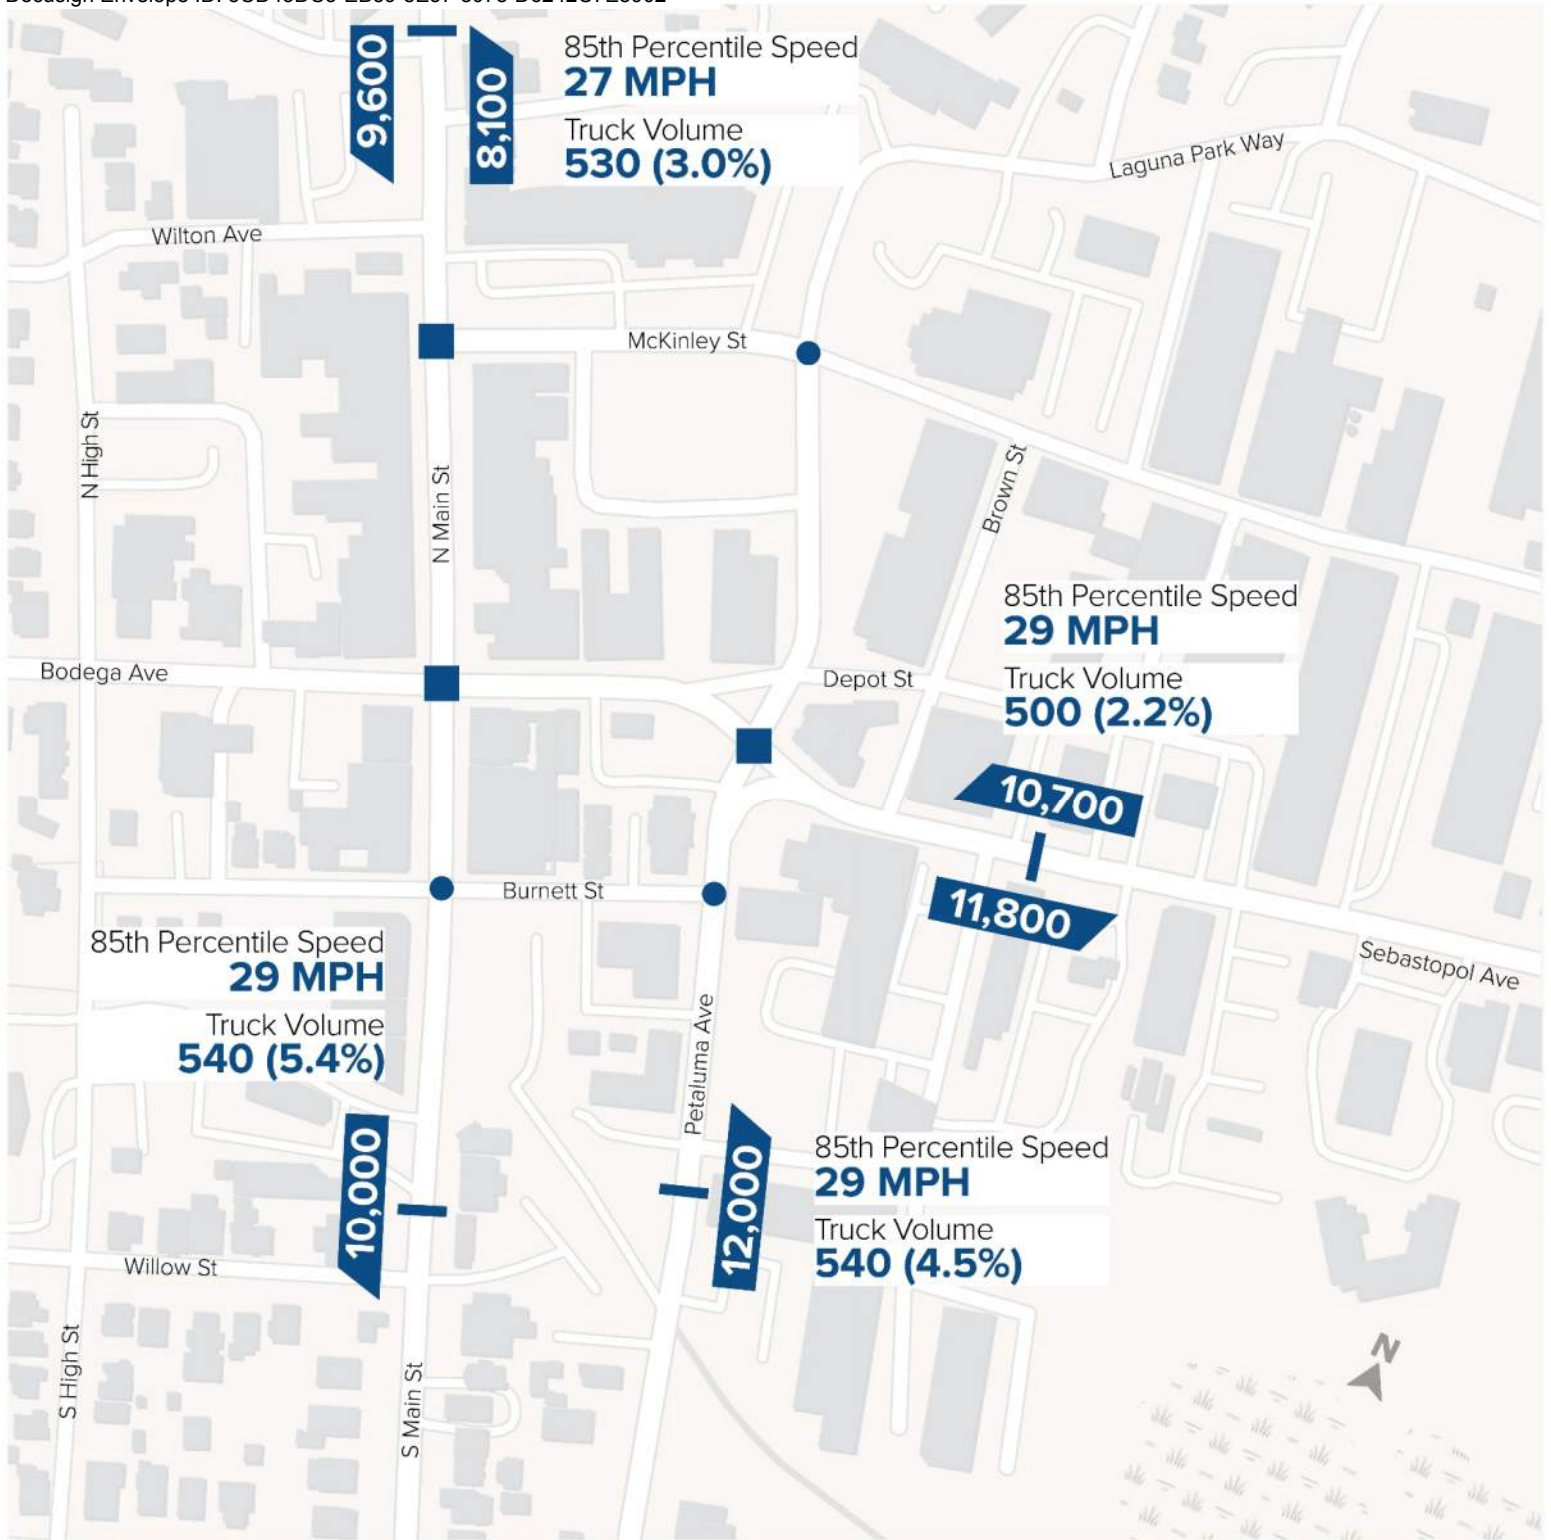 9,600
8,100
85th Percentile Speed
27 MPH
Truck Volume
530 (3.0%)
Laguna Park Way
Wilton Ave
McKinley St
N High St
N Main St
Brown St
85th Percentile Speed
29 MPH
Truck Volume
500 (2.2%)
Bodega Ave
Depot St
10,700
11,800
Burnett St
Sebastopol Ave
85th Percentile Speed
29 MPH
Truck Volume
540 (5.4%)
Petaluma Ave
10,000
12,000
85th Percentile Speed
29 MPH
Truck Volume
540 (4.5%)
Willow St
S High St
S Main St
N